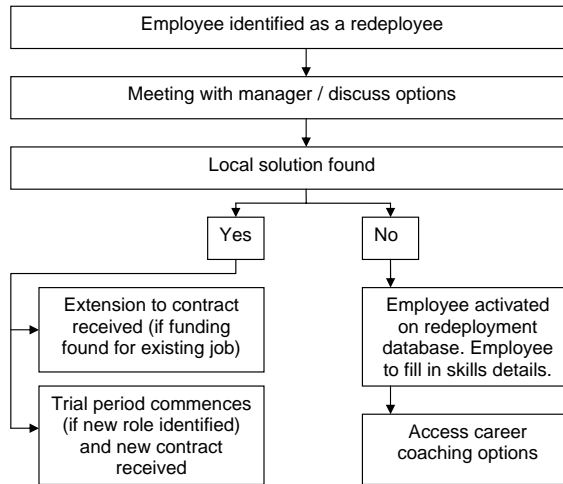 Employee identified as a redeployee
Meeting with manager / discuss options
Local solution found
Yes
No
Extension to contract
received (if funding
found for existing job)
Employee activated
on redeployment
database. Employee
to fill in skills details.
Trial period commences
(if new role identified)
and new contract
received
Access career
coaching options